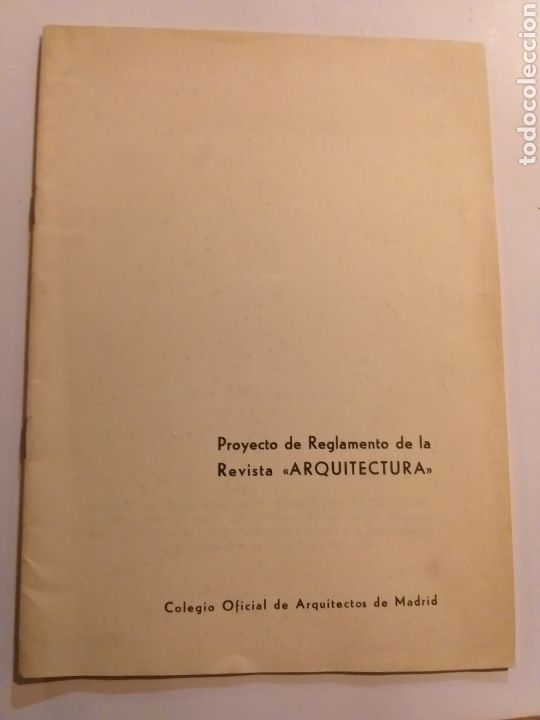 Proyecto de Reglamento de la
Revista «ARQUITECTURA»
Colegio Oficial de Arquitectos de Madrid
todocoleccion